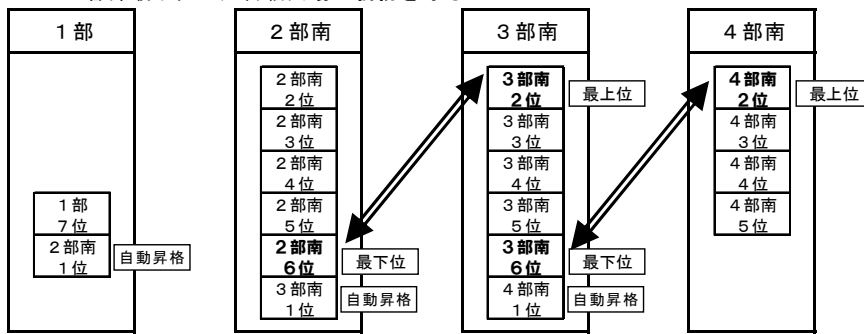 1部
2部南
3部南
4部南
1部
7位
2部南
1位
自動昇格
2部南
2位
2部南
3位
2部南
4位
2部南
5位
2部南
6位
最下位
3部南
1位
自動昇格
3部南
2位
最上位
3部南
3位
3部南
4位
3部南
5位
3部南
6位
最下位
4部南
1位
自動昇格
4部南
2位
最上位
4部南
3位
4部南
4位
4部南
5位